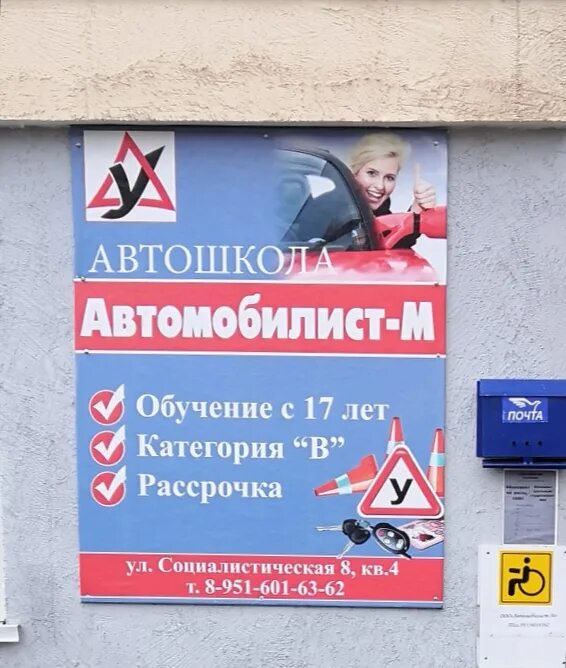 У
АВТОШКОЛА
Автомобилист-М
Обучение с 17 лет
Категория “В”
Рассрочка
У
ул. Социалистическая 8, кв.4
т. 8-951-601-63-62
ПОЧТА